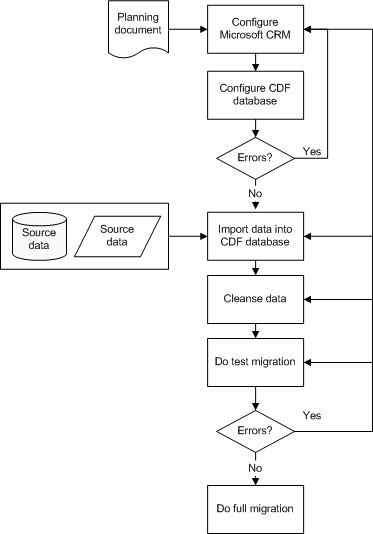 Planning
document
Configure
Microsoft CRM
Configure CDF
database
Errors?
Yes
No
Source
data
Source
data
Import data into
CDF database
Cleanse data
Do test migration
Errors?
Yes
No
Do full migration